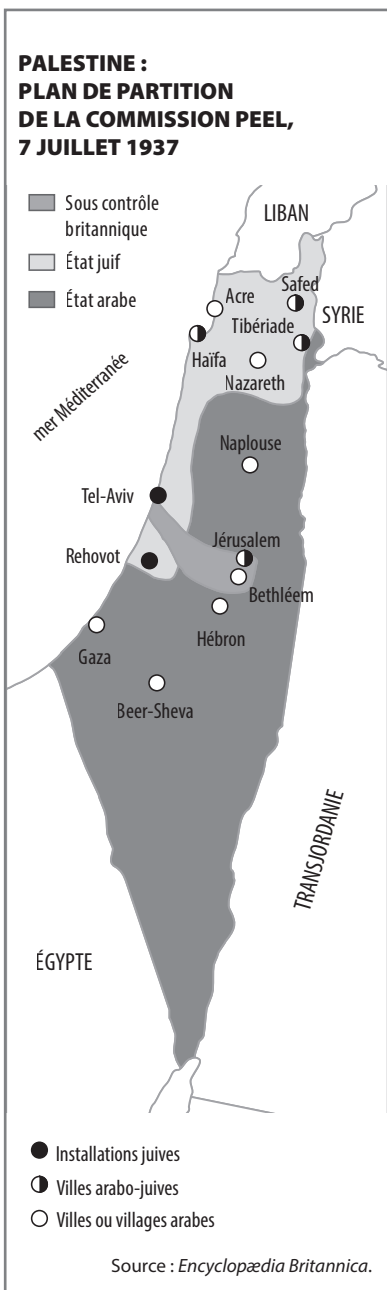 PALESTINE :
PLAN DE PARTITION
DE LA COMMISSION PEEL,
7 JUILLET 1937
Sous contrôle
britannique
État juif
État arabe
LIBAN
Safed
Acre
SYRIE
Tibériade
Haïfa
Nazareth
mer Méditerranée
Naplouse
Tel-Aviv
Jérusalem
Rehovot
Bethléem
Hébron
Gaza
Beer-Sheva
TRANSJORDANIE
ÉGYPTE
Installations juives
Villes arabo-juives
Villes ou villages arabes
Source : Encyclopædia Britannica.